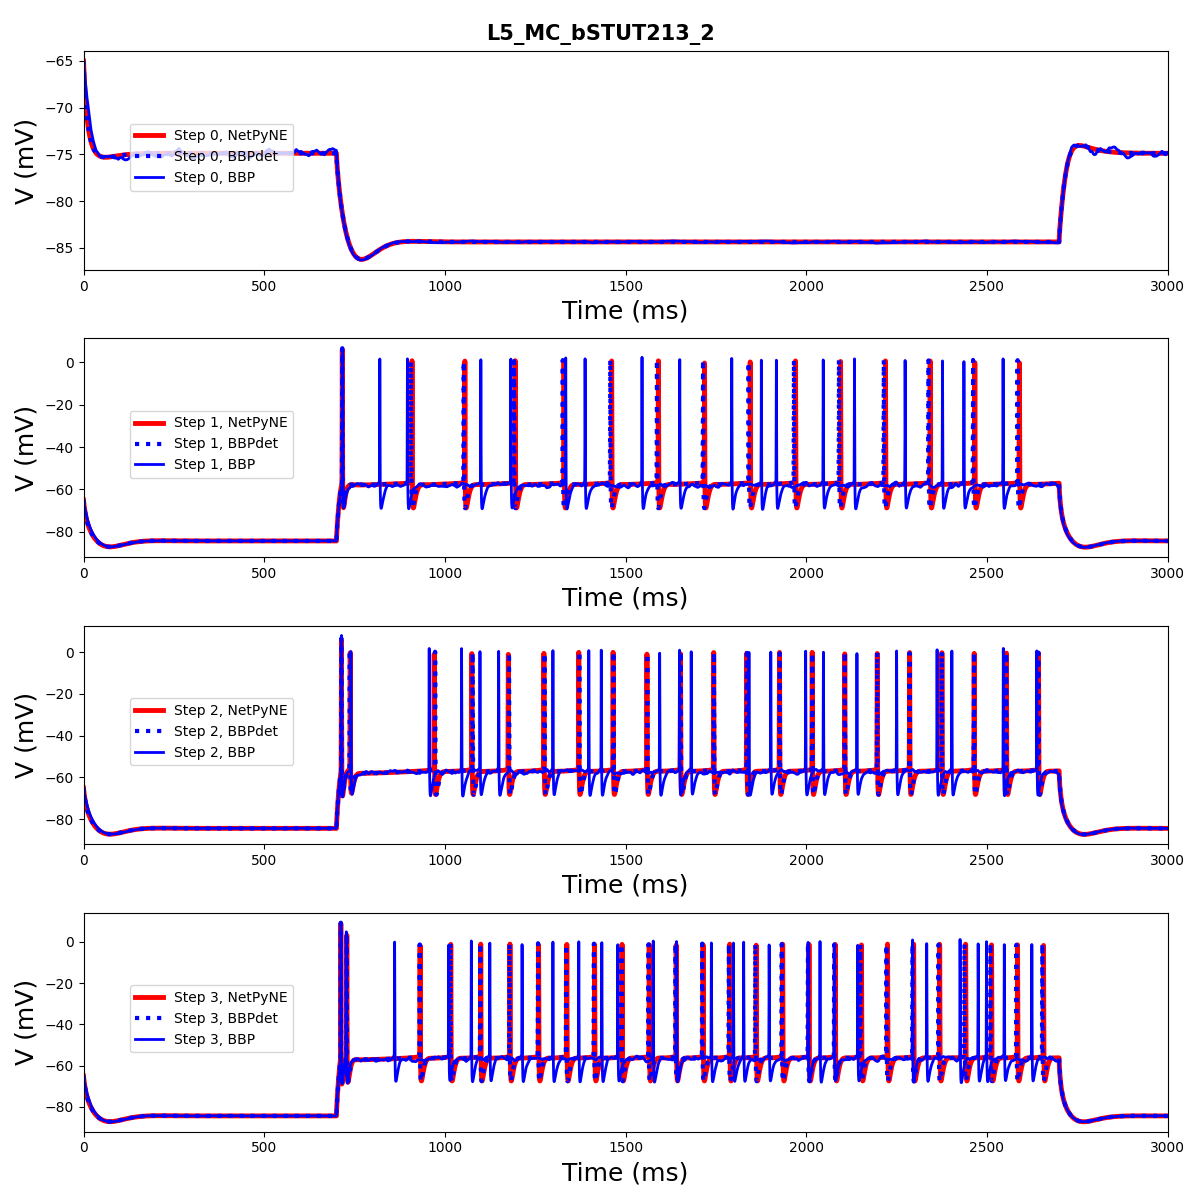 L5_MC_bSTUT213_2
−65
−70
−75
−80
−85
V (mV)
Step 0, NetPyNE
Step 0, BBPdet
Step 0, BBP
0 500 1000 1500 2000 2500 3000
Time (ms)
0
−20
−40
−60
−80
V (mV)
Step 1, NetPyNE
Step 1, BBPdet
Step 1, BBP
0 500 1000 1500 2000 2500 3000
Time (ms)
0
−20
−40
−60
−80
V (mV)
Step 2, NetPyNE
Step 2, BBPdet
Step 2, BBP
0 500 1000 1500 2000 2500 3000
Time (ms)
0
−20
−40
−60
−80
V (mV)
Step 3, NetPyNE
Step 3, BBPdet
Step 3, BBP
0 500 1000 1500 2000 2500 3000
Time (ms)